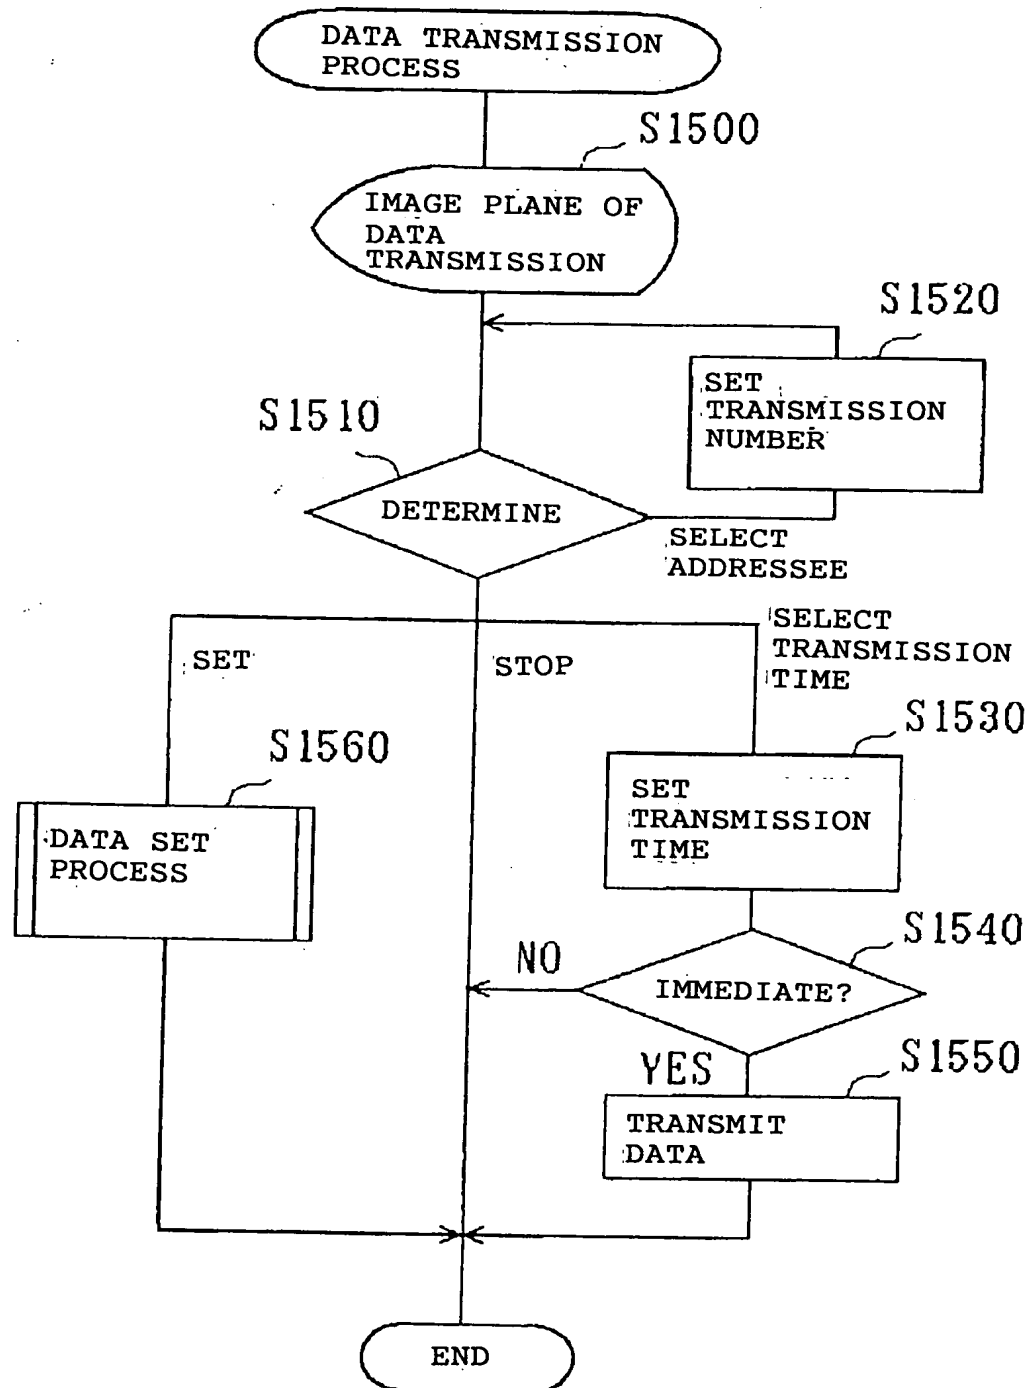 DATA TRANSMISSION
PROCESS
S1500
IMAGE PLANE OF
DATA
TRANSMISSION
S1520
SET
TRANSMISSION
NUMBER
S1510
DETERMINE
SELECT
ADDRESSEE
SET
STOP
SELECT
TRANSMISSION
TIME
S1530
S1560
SET
TRANSMISSION
TIME
DATA SET
PROCESS
S1540
NO
IMMEDIATE?
S1550
YES
TRANSMIT
DATA
END